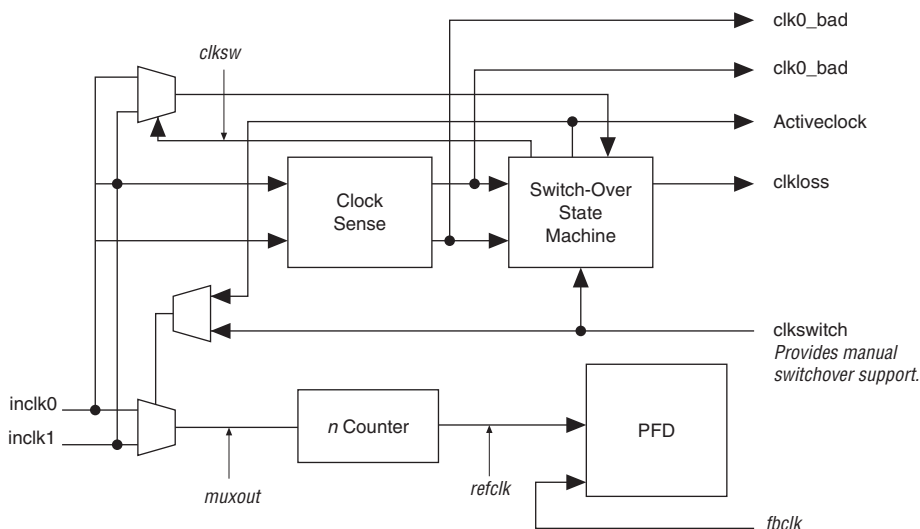 clk0_bad
clksw
clk0_bad
Activeclock
Clock
Sense
Switch-Over
State
Machine
clkloss
clkswitch
Provides manual
switchover support.
inclk0
inclk1
n Counter
PFD
muxout
refclk
fbclk